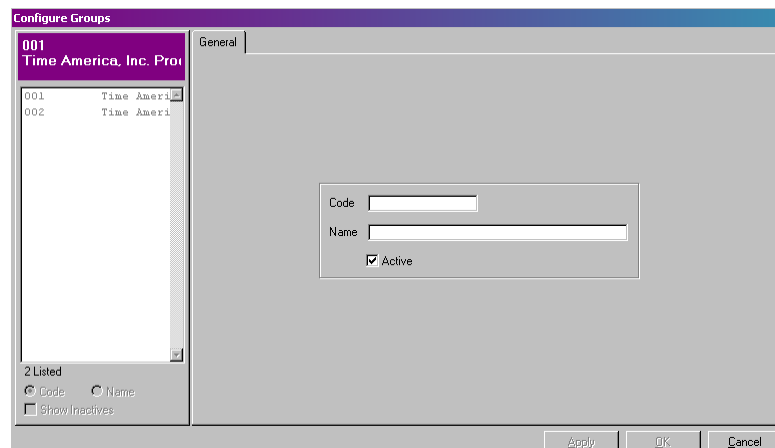 Configure Groups
001
Time America, Inc.
General
001 Time Ameri
002 Time Ameri
Code
Name
Active
2 Listed
Code Name
Show Inactives
Apply OK Cancel